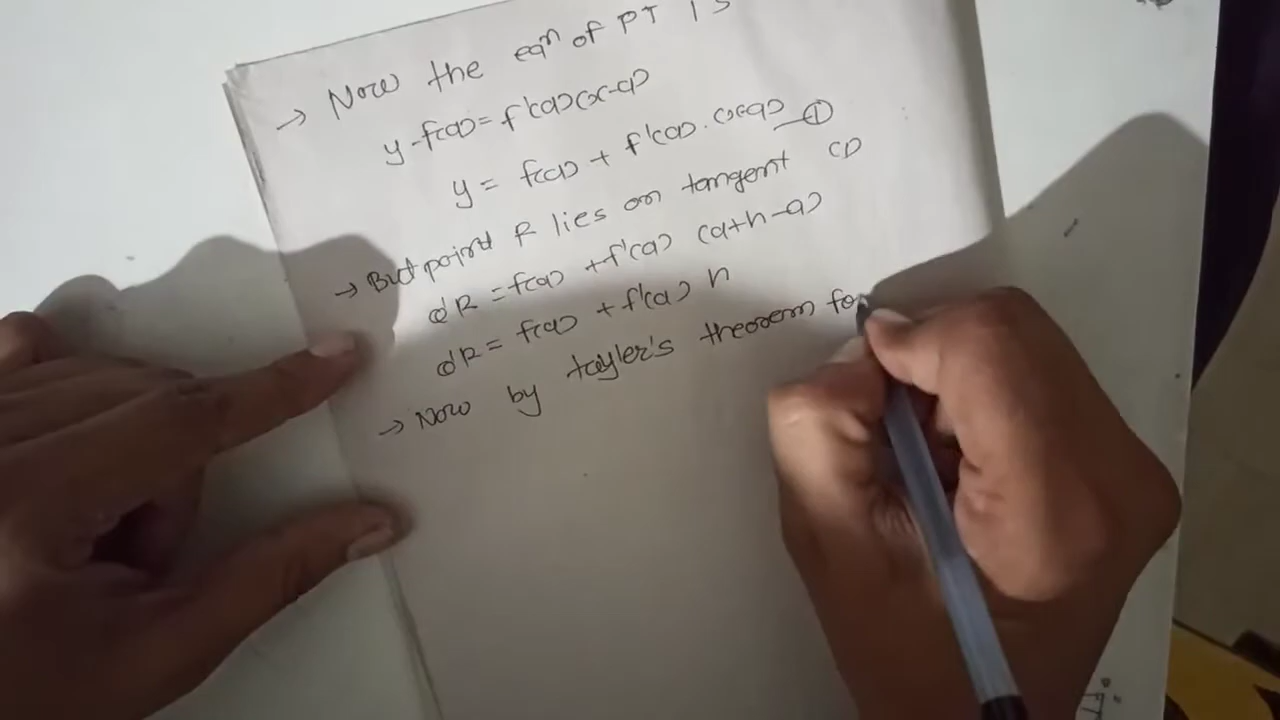 → Now the eqn of PT is
y-f(a) = f'(a)(x-a)
y = f(a) + f'(a).(x-a) —①
→ But point R lies on tangent (1)
dR = f(a) + f'(a) (a+h-a)
dR = f(a) + f'(a) h
→ Now by tayler's theorem fo